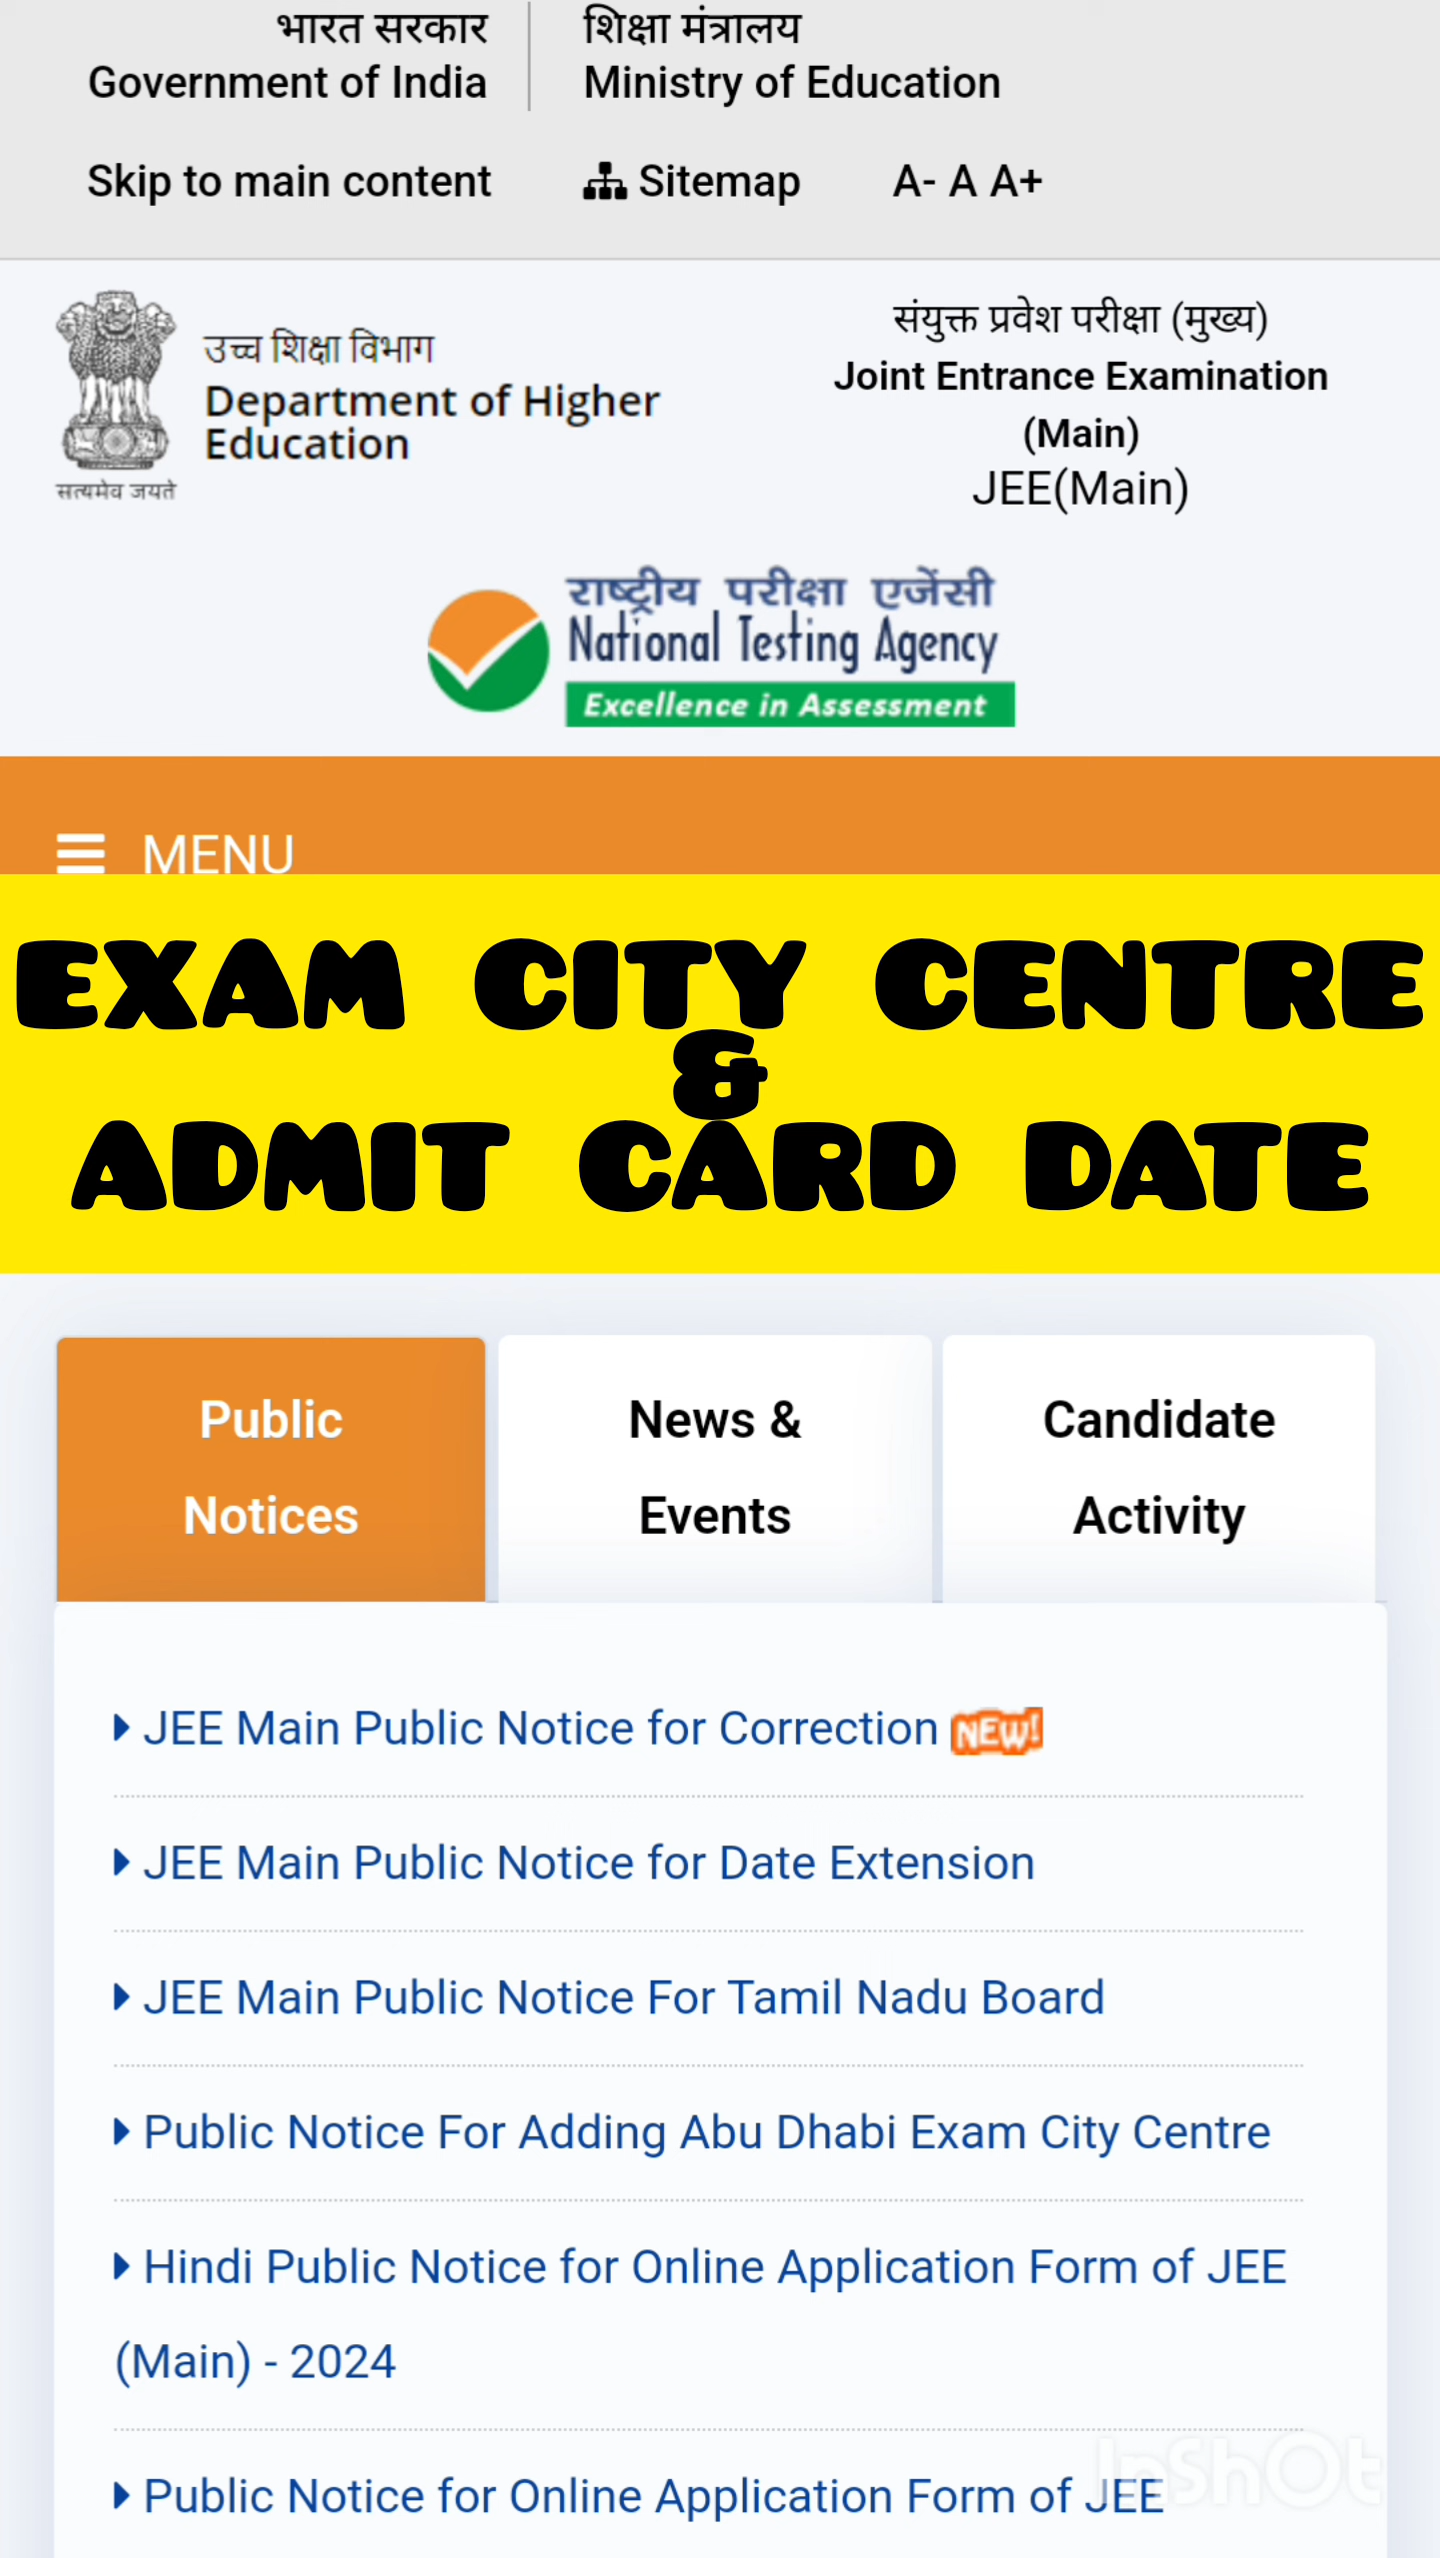 भारत सरकार
Government of India
शिक्षा मंत्रालय
Ministry of Education
Skip to main content
Sitemap
A- A A+
सत्यमेव जयते
उच्च शिक्षा विभाग
Department of Higher
Education
संयुक्त प्रवेश परीक्षा (मुख्य)
Joint Entrance Examination
(Main)
JEE(Main)
राष्ट्रीय परीक्षा एजेंसी
National Testing Agency
Excellence in Assessment
MENU
EXAM CITY CENTRE
&
ADMIT CARD DATE
Public
Notices
News &
Events
Candidate
Activity
JEE Main Public Notice for Correction NEW!
JEE Main Public Notice for Date Extension
JEE Main Public Notice For Tamil Nadu Board
Public Notice For Adding Abu Dhabi Exam City Centre
Hindi Public Notice for Online Application Form of JEE
(Main) - 2024
Public Notice for Online Application Form of JEE
InShOt